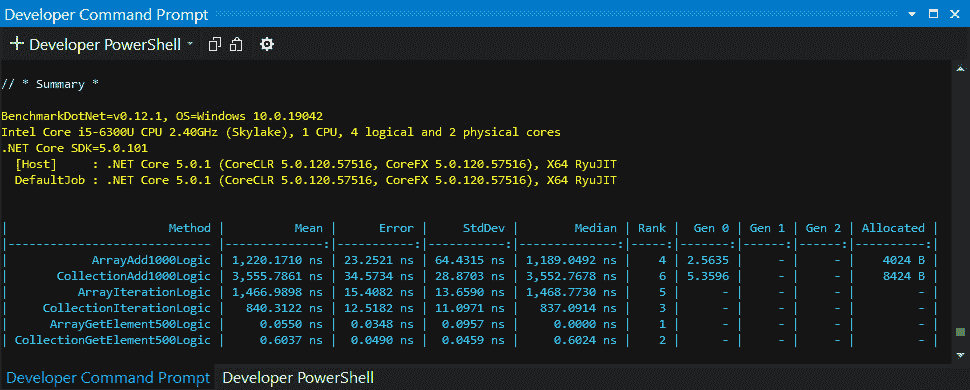 Developer Command Prompt
Developer PowerShell
// * Summary *
BenchmarkDotNet=v0.12.1, OS=Windows 10.0.19042
Intel Core i5-6300U CPU 2.40GHz (Skylake), 1 CPU, 4 logical and 2 physical cores
.NET Core SDK=5.0.101
  [Host]     : .NET Core 5.0.1 (CoreCLR 5.0.120.57516, CoreFX 5.0.120.57516), X64 RyuJIT
  DefaultJob : .NET Core 5.0.1 (CoreCLR 5.0.120.57516, CoreFX 5.0.120.57516), X64 RyuJIT
|                     Method |          Mean |      Error |     StdDev |        Median | Rank |  Gen 0 | Gen 1 | Gen 2 | Allocated |
|--------------------------- |--------------:|-----------:|-----------:|--------------:|-----:|-------:|------:|------:|----------:|
|          ArrayAdd1000Logic | 1,220.1710 ns | 23.2521 ns | 64.4315 ns | 1,189.0492 ns |    4 | 2.5635 |     - |     - |    4024 B |
|     CollectionAdd1000Logic | 3,555.7861 ns | 34.5734 ns | 28.8703 ns | 3,552.7678 ns |    6 | 5.3596 |     - |     - |    8424 B |
|        ArrayIterationLogic | 1,466.9898 ns | 15.4082 ns | 13.6590 ns | 1,468.7730 ns |    5 |      - |     - |     - |         - |
|   CollectionIterationLogic |   840.3122 ns | 12.5182 ns | 11.0971 ns |   837.0914 ns |    3 |      - |     - |     - |         - |
|    ArrayGetElement500Logic |     0.0550 ns |  0.0348 ns |  0.0957 ns |     0.0000 ns |    1 |      - |     - |     - |         - |
| CollectionGetElement500Logic |     0.6037 ns |  0.0490 ns |  0.0459 ns |     0.6024 ns |    2 |      - |     - |     - |         - |
Developer Command Prompt Developer PowerShell